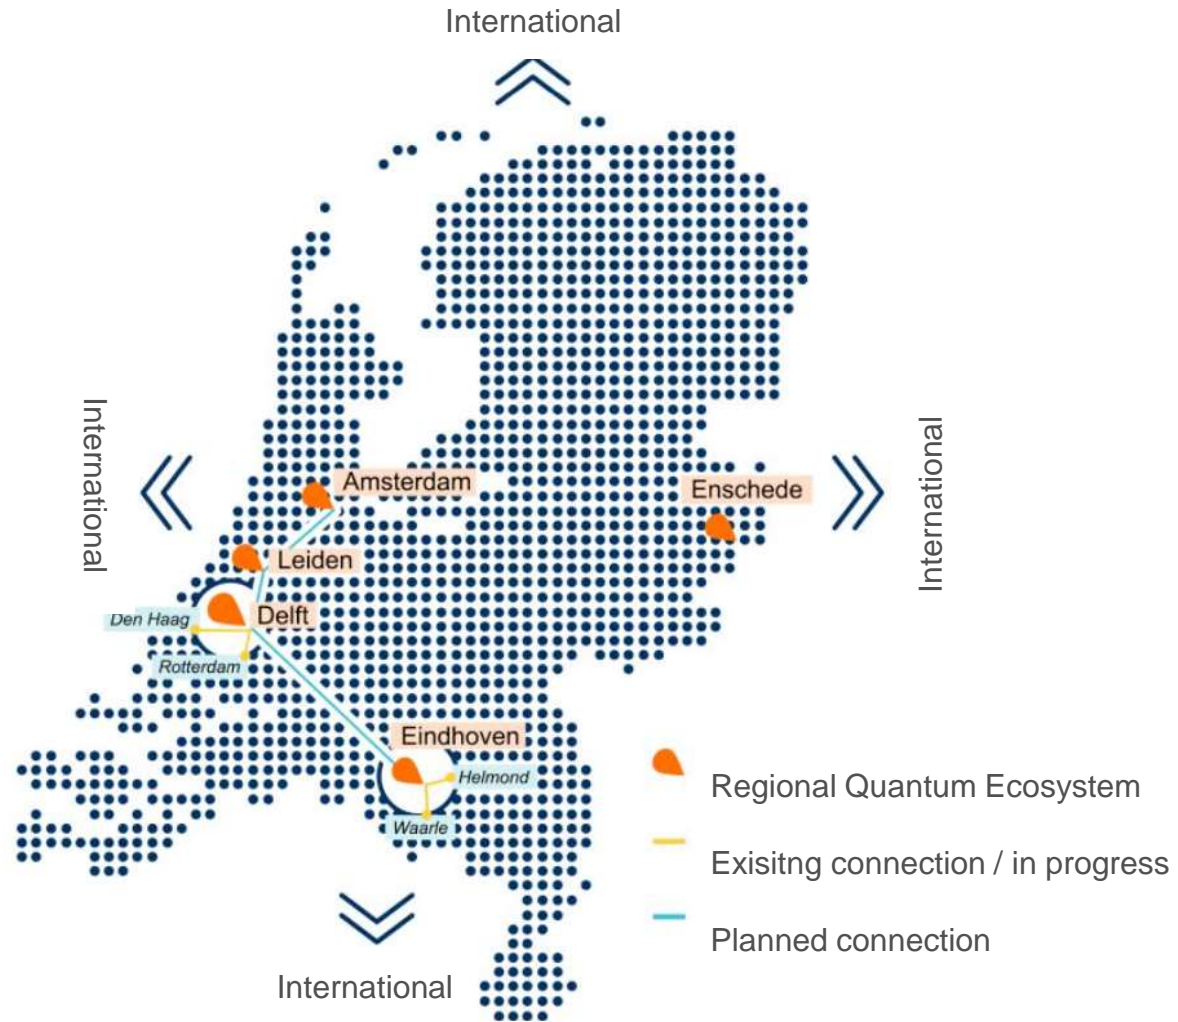 International
International
International
Amsterdam
Enschede
Leiden
Delft
Den Haag
Rotterdam
Eindhoven
Helmond
Waarle
Regional Quantum Ecosystem
Exisitng connection / in progress
Planned connection
International